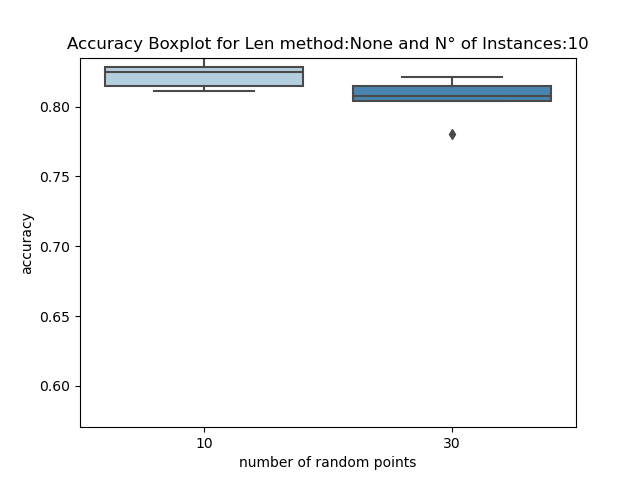 Accuracy Boxplot for Len method:None and N° of Instances:10
0.80
0.75
0.70
0.65
0.60
accuracy
10 30
number of random points